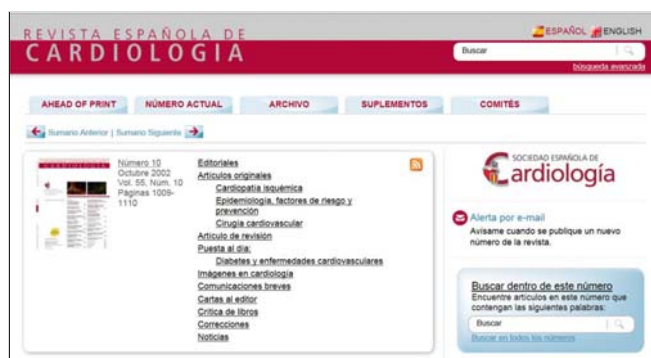 REVISTA ESPAÑOLA DE
CARDIOLOGIA
ESPAÑOL ENGLISH
Buscar
búsqueda avanzada
AHEAD OF PRINT
NÚMERO ACTUAL
ARCHIVO
SUPLEMENTOS
COMITÉS
Sumario Anterior | Sumario Siguiente
Número 10
Octubre 2002
Vol. 55, Núm. 10
Páginas 1009-
1110
Editoriales
Artículos originales
Cardiopatía isquémica
Epidemiología, factores de riesgo y
prevención
Cirugía cardiovascular
Artículo de revisión
Puesta al día:
Diabetes y enfermedades cardiovasculares
Imágenes en cardiología
Comunicaciones breves
Cartas al editor
Crítica de libros
Correcciones
Noticias
SOCIEDAD ESPAÑOLA DE
Cardiología
Alerta por e-mail
Avísame cuando se publique un nuevo
número de la revista.
Buscar dentro de este número
Encuentre artículos en este número que
contengan las siguientes palabras:
Buscar
Buscar en todos los números